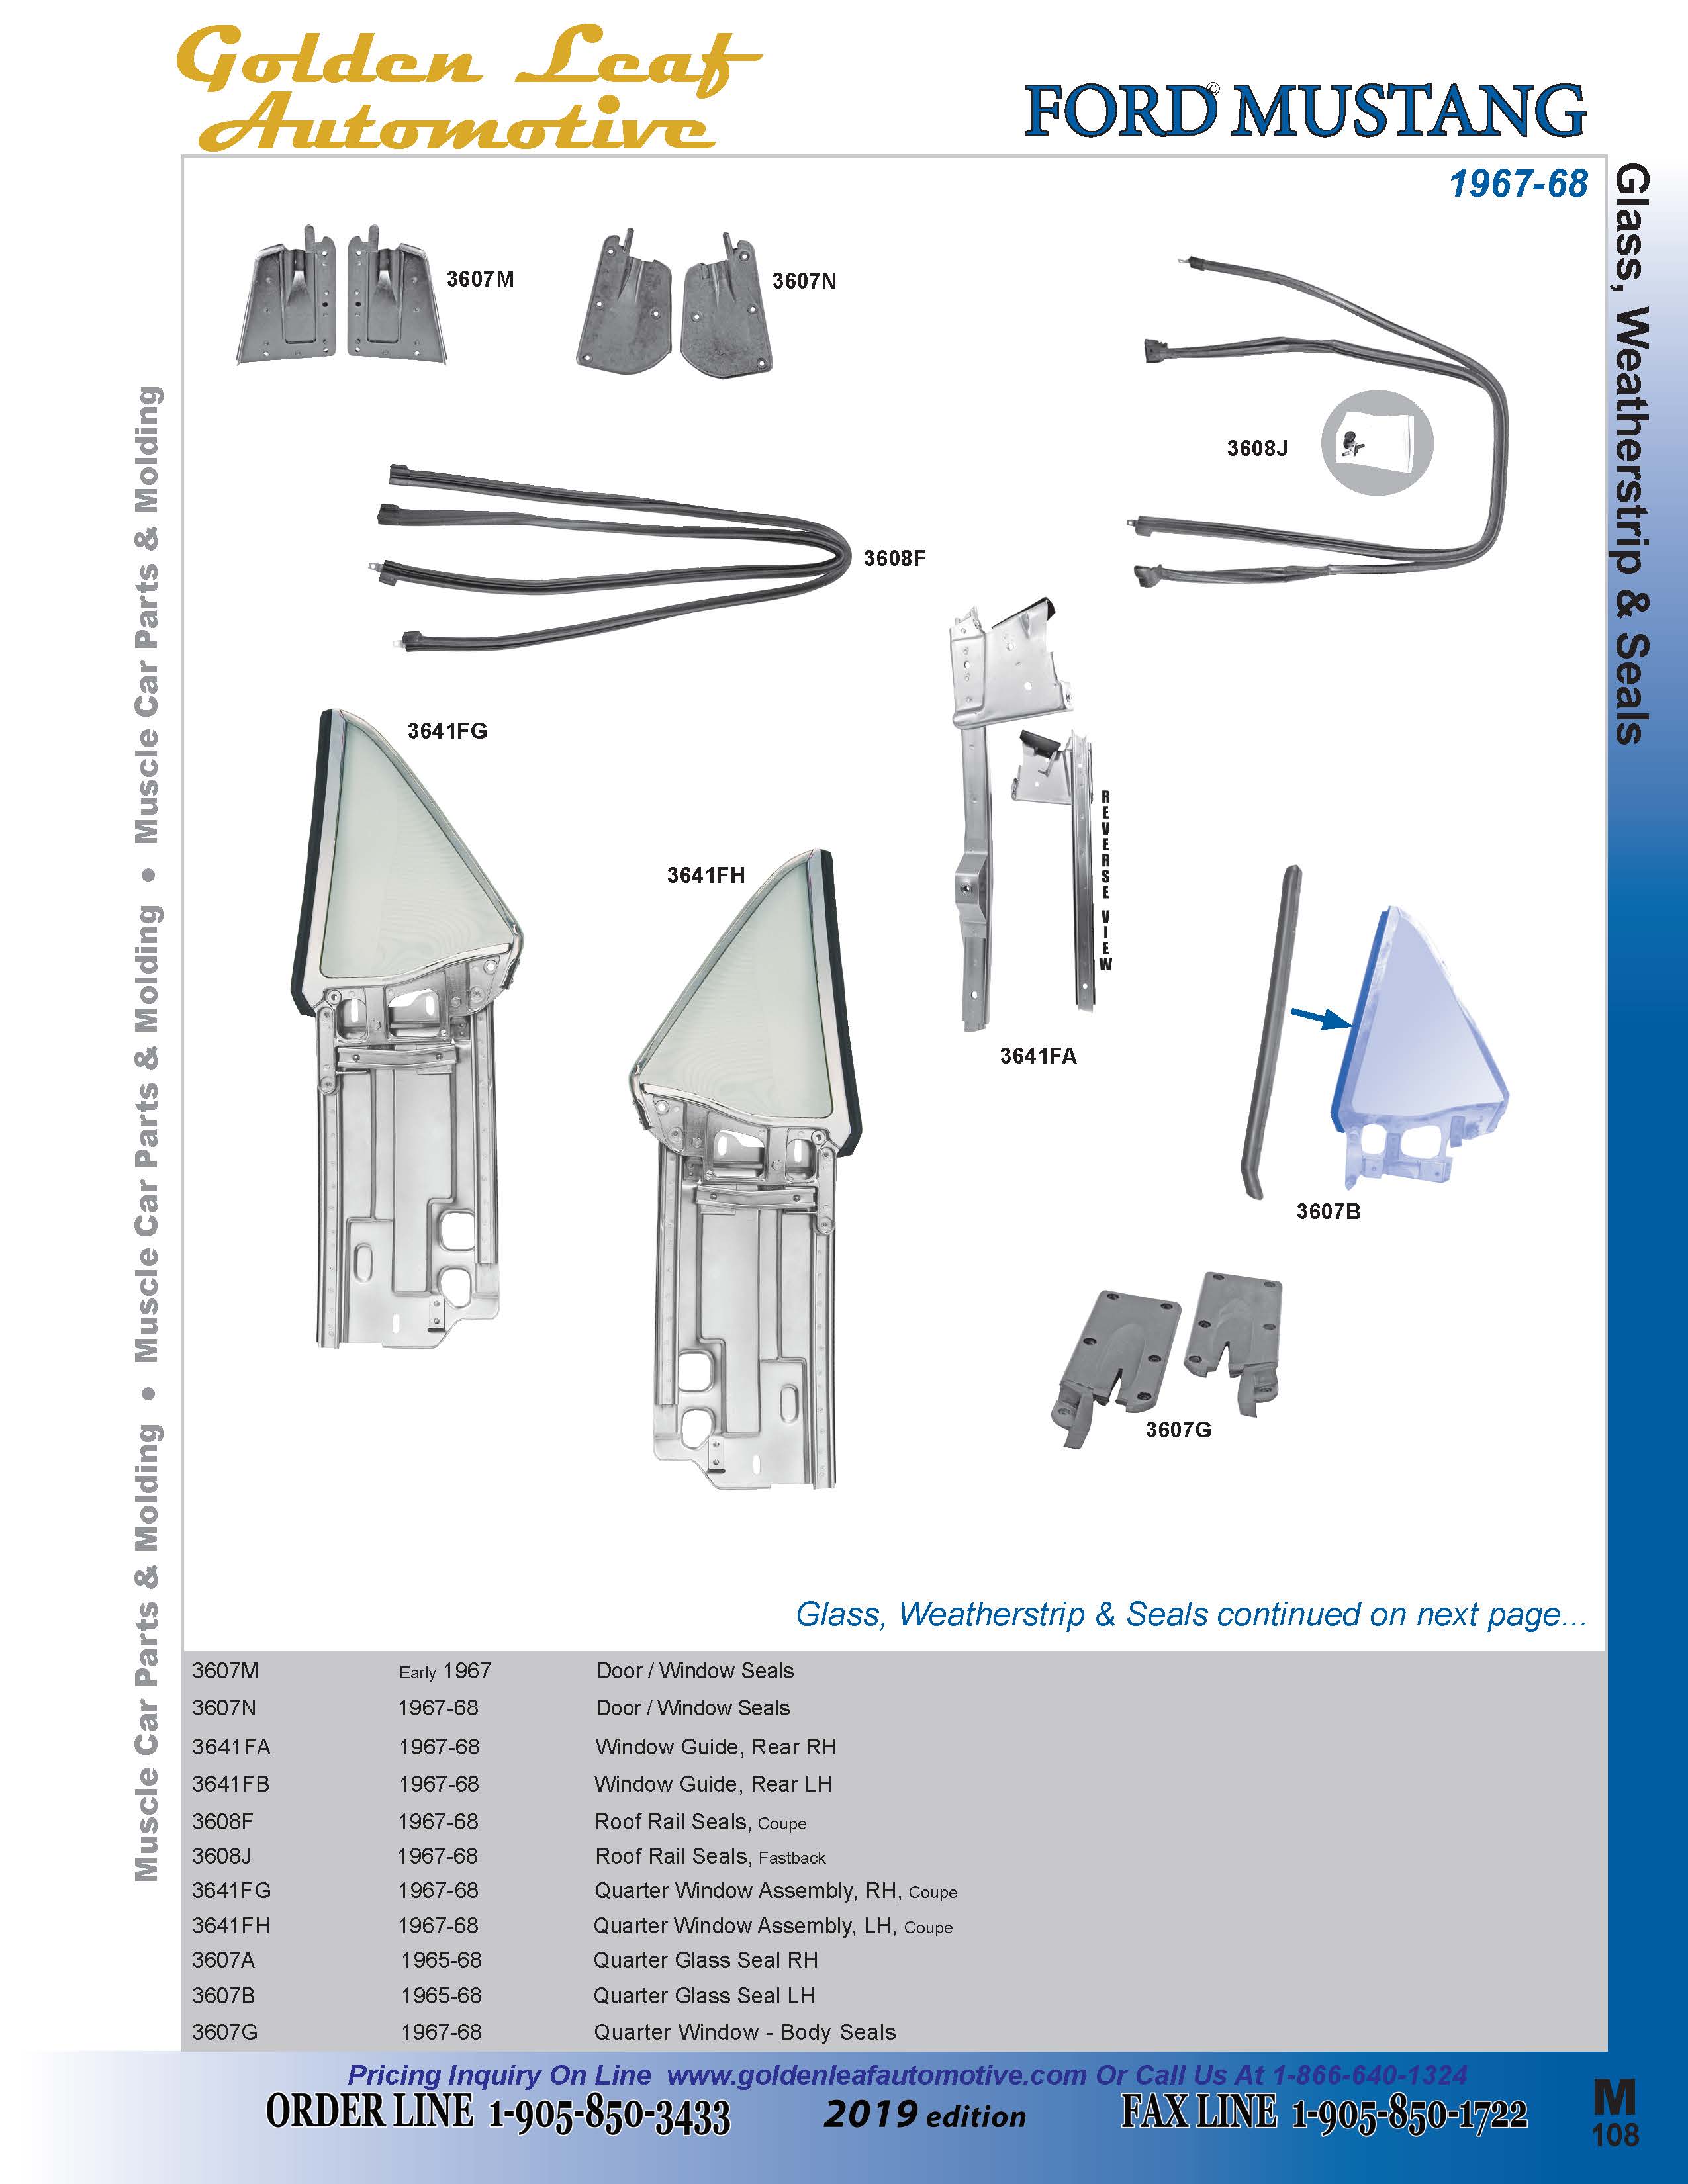 Golden Leaf
Automotive
FORD© MUSTANG
1967-68
Glass, Weatherstrip & Seals
Muscle Car Parts & Molding • Muscle Car Parts & Molding • Muscle Car Parts & Molding
3607M
3607N
3608J
3608F
3641FG
3641FH
REVERSE VIEW
3641FA
3607B
3607G
Glass, Weatherstrip & Seals continued on next page...
3607M Early 1967 Door / Window Seals
3607N 1967-68 Door / Window Seals
3641FA 1967-68 Window Guide, Rear RH
3641FB 1967-68 Window Guide, Rear LH
3608F 1967-68 Roof Rail Seals, Coupe
3608J 1967-68 Roof Rail Seals, Fastback
3641FG 1967-68 Quarter Window Assembly, RH, Coupe
3641FH 1967-68 Quarter Window Assembly, LH, Coupe
3607A 1965-68 Quarter Glass Seal RH
3607B 1965-68 Quarter Glass Seal LH
3607G 1967-68 Quarter Window - Body Seals
Pricing Inquiry On Line www.goldenleafautomotive.com Or Call Us At 1-866-640-1324
ORDER LINE 1-905-850-3433 2019 edition FAX LINE 1-905-850-1722
M
108